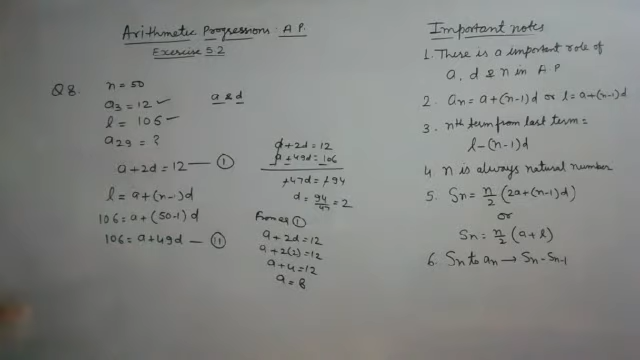 Arithmetic Progressions: A.P.
Exercise 5.2
Q8. n = 50
a₃ = 12 ✓
l = 106 ✓
a₂₉ = ?
a & d
a + 2d = 12 — ①
l = a + (n-1)d
106 = a + (50-1)d
106 = a + 49d — ⑪
a + 2d = 12
a + 49d = 106
- - -
+47d = +94
d = 94/47 = 2
From eq ①
a + 2d = 12
a + 2(2) = 12
a + 4 = 12
a = 8
Important notes
1. There is a important role of
a, d & n in A.P
2. an = a + (n-1)d or l = a + (n-1)d
3. nth term from last term =
l - (n-1)d
4. n is always natural number
5. Sn = n/2 (2a + (n-1)d)
or
Sn = n/2 (a + l)
6. Sn to an → Sn - Sn-1